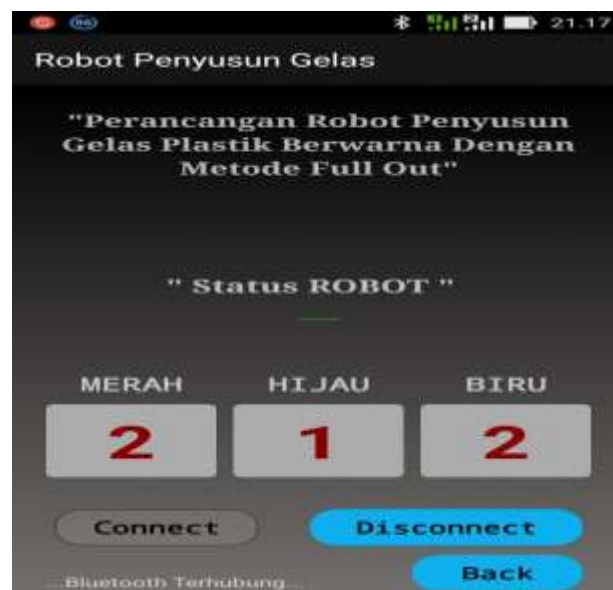 21.17
Robot Penyusun Gelas
"Perancangan Robot Penyusun
Gelas Plastik Berwarna Dengan
Metode Full Out"
" Status ROBOT "
MERAH HIJAU BIRU
2 1 2
Connect Disconnect
Back
...Bluetooth Terhubung...